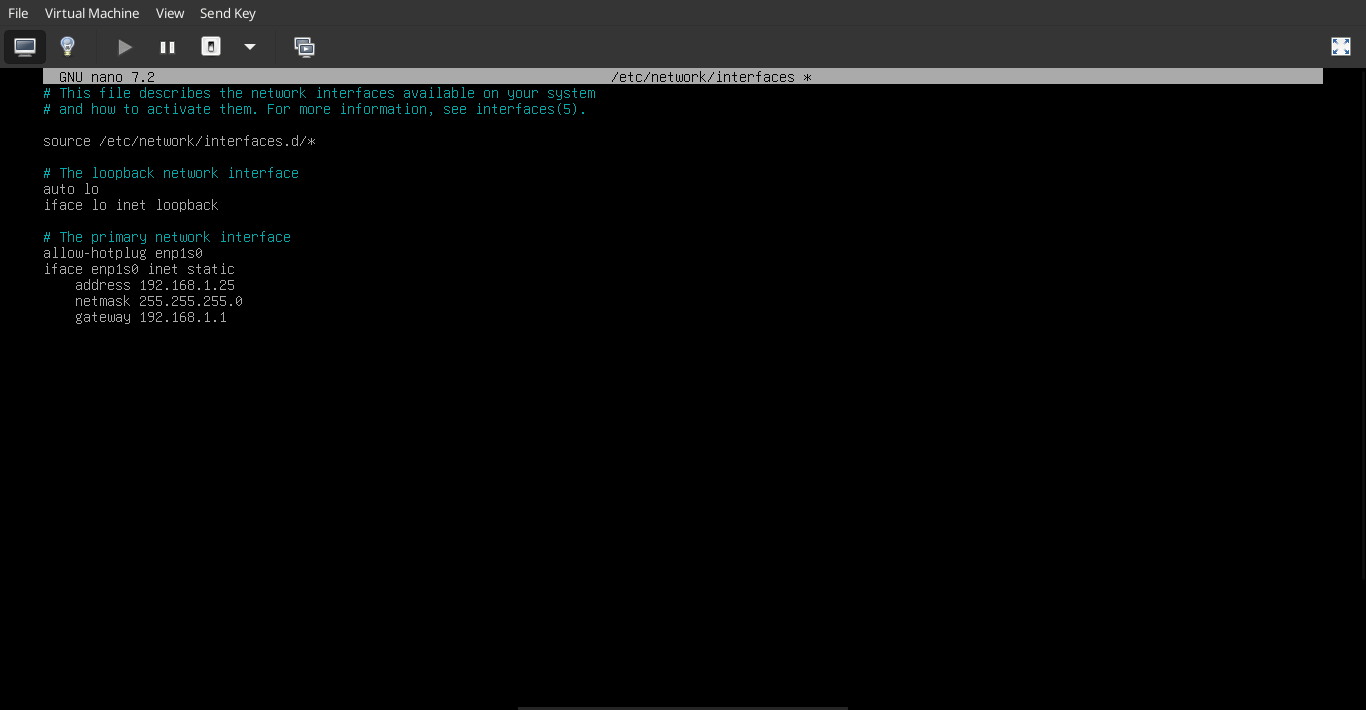 File Virtual Machine View Send Key
GNU nano 7.2 /etc/network/interfaces *
# This file describes the network interfaces available on your system
# and how to activate them. For more information, see interfaces(5).
source /etc/network/interfaces.d/*
# The loopback network interface
auto lo
iface lo inet loopback
# The primary network interface
allow-hotplug enp1s0
iface enp1s0 inet static
address 192.168.1.25
netmask 255.255.255.0
gateway 192.168.1.1